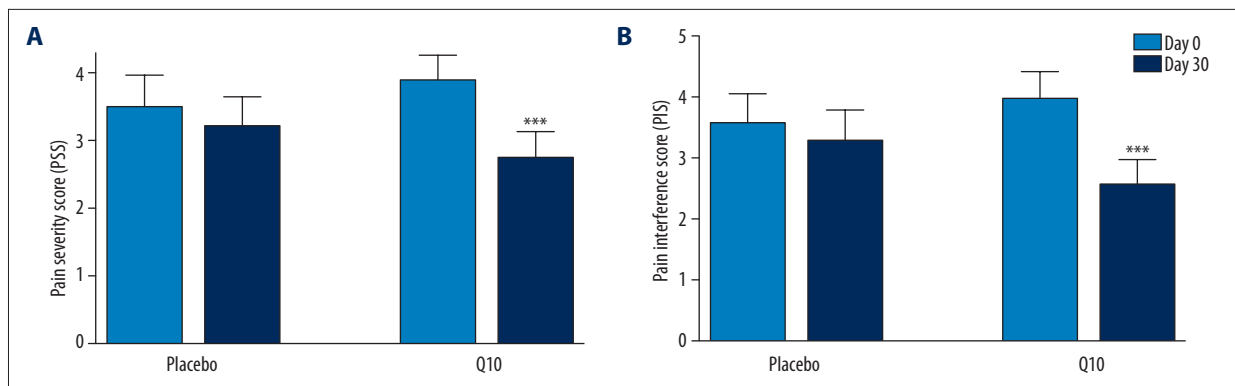 A
Pain severity score (PSS)
4
3
2
1
0
***
Placebo
Q10
B
Pain interference score (PIS)
5
4
3
2
1
0
Day 0
Day 30
***
Placebo
Q10